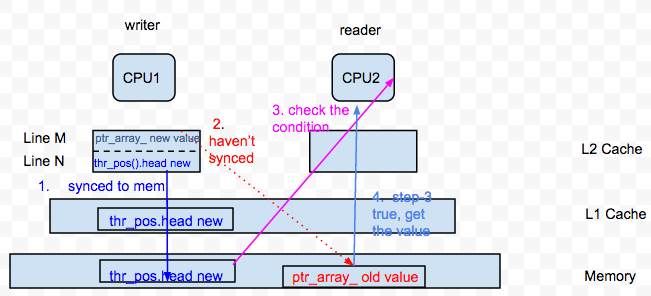 writer
reader
CPU1
CPU2
3. check the
condition
2.
haven't
synced
Line M
ptr_array_ new value
Line N
thr_pos().head new
L2 Cache
1. synced to mem
4. step-3
true, get
the value
thr_pos.head new
L1 Cache
thr_pos.head new
ptr_array_ old value
Memory